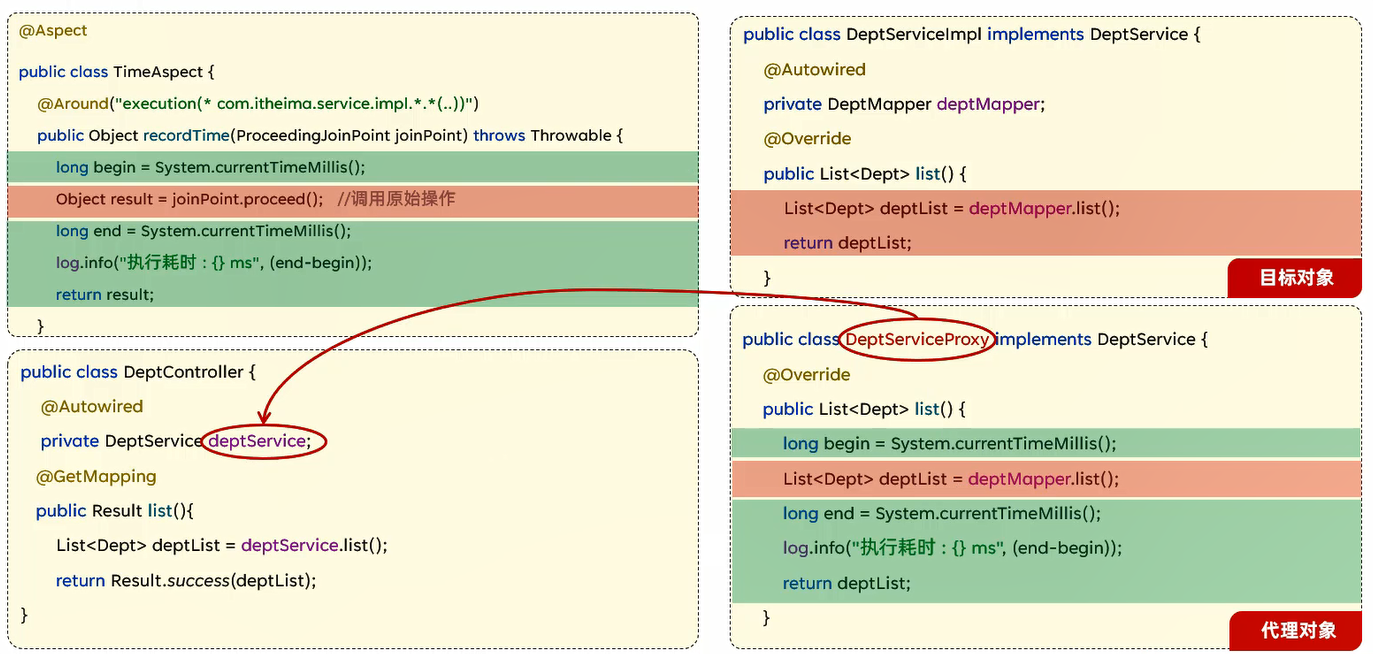 @Aspect
public class TimeAspect {
@Around("execution(* com.itheima.service.impl.*.*(..))")
public Object recordTime(ProceedingJoinPoint joinPoint) throws Throwable {
long begin = System.currentTimeMillis();
Object result = joinPoint.proceed(); //调用原始操作
long end = System.currentTimeMillis();
log.info("执行耗时 : {} ms", (end-begin));
return result;
}
public class DeptController {
@Autowired
private DeptService deptService;
@GetMapping
public Result list(){
List<Dept> deptList = deptService.list();
return Result.success(deptList);
}
public class DeptServiceImpl implements DeptService {
@Autowired
private DeptMapper deptMapper;
@Override
public List<Dept> list() {
List<Dept> deptList = deptMapper.list();
return deptList;
}
目标对象
public class DeptServiceProxy implements DeptService {
@Override
public List<Dept> list() {
long begin = System.currentTimeMillis();
List<Dept> deptList = deptMapper.list();
long end = System.currentTimeMillis();
log.info("执行耗时 : {} ms", (end-begin));
return deptList;
}
代理对象